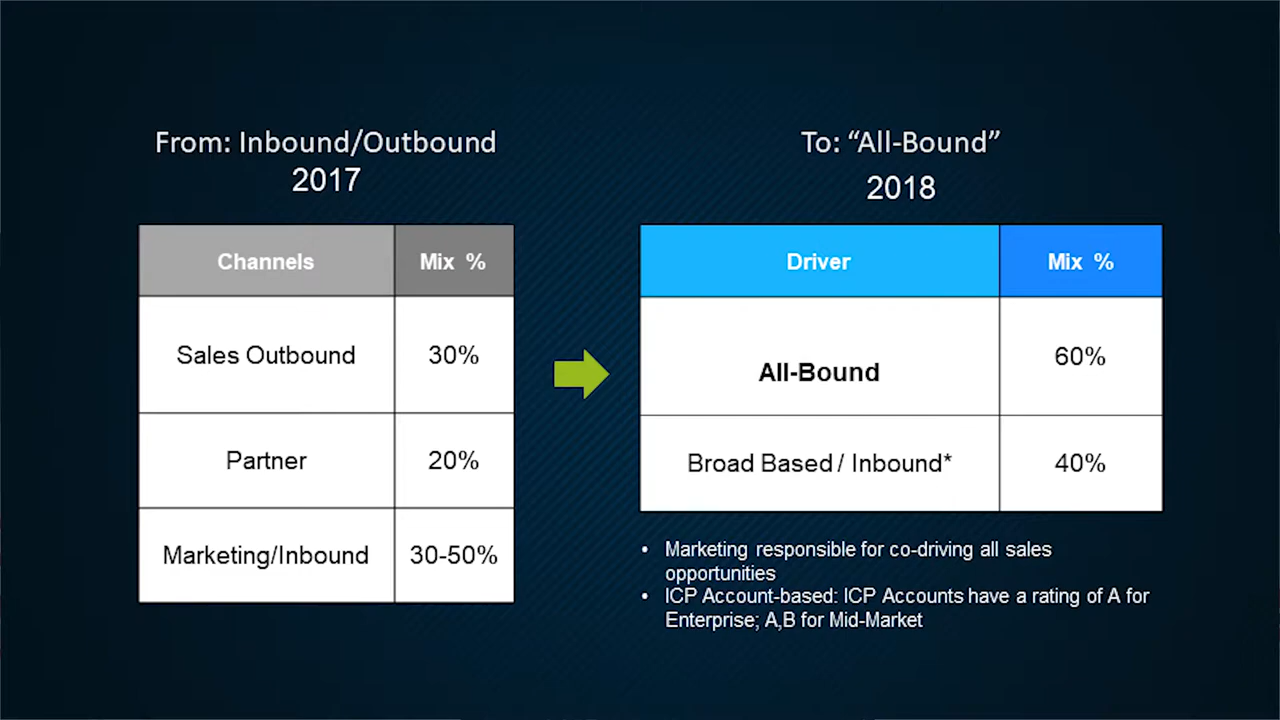 From: Inbound/Outbound
2017
Channels Mix %
Sales Outbound 30%
Partner 20%
Marketing/Inbound 30-50%
To: “All-Bound”
2018
Driver Mix %
All-Bound 60%
Broad Based / Inbound* 40%
• Marketing responsible for co-driving all sales
opportunities
• ICP Account-based: ICP Accounts have a rating of A for
Enterprise; A,B for Mid-Market